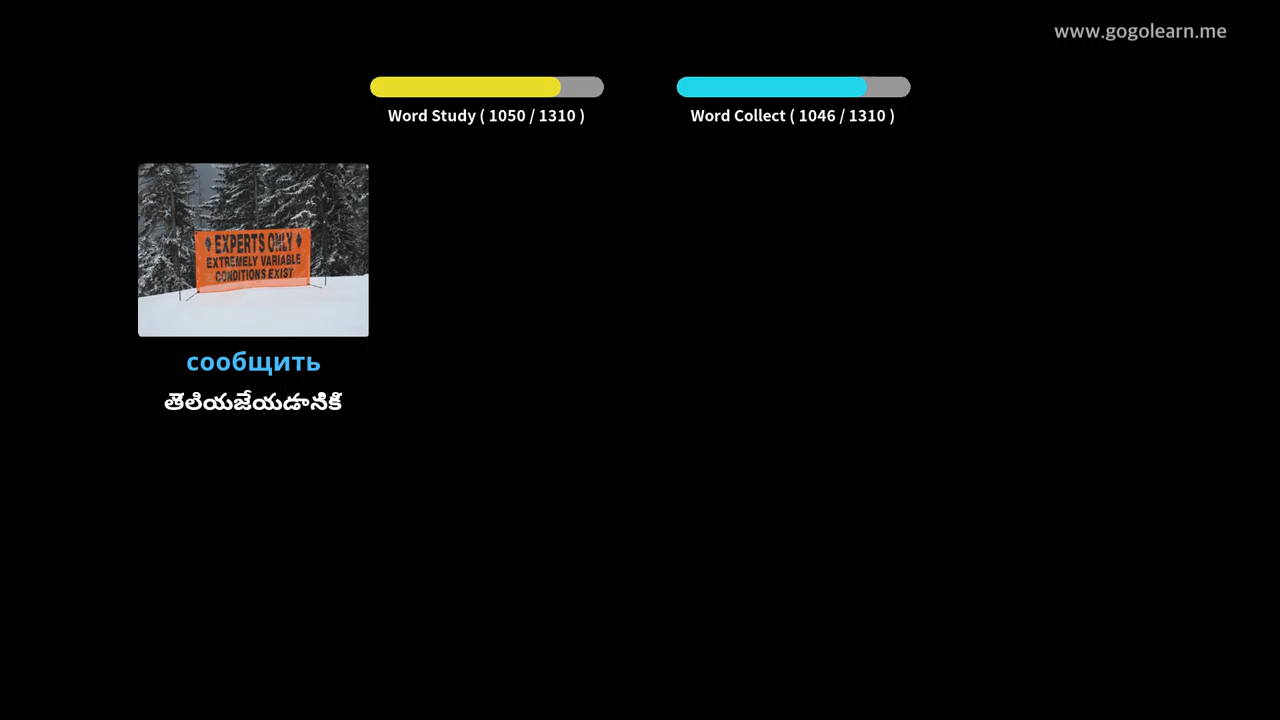 www.gogolearn.me
Word Study ( 1050 / 1310 )
Word Collect ( 1046 / 1310 )
EXPERTS ONLY
EXTREMELY VARIABLE
CONDITIONS EXIST
сообщить
తెలియజేయడానికి